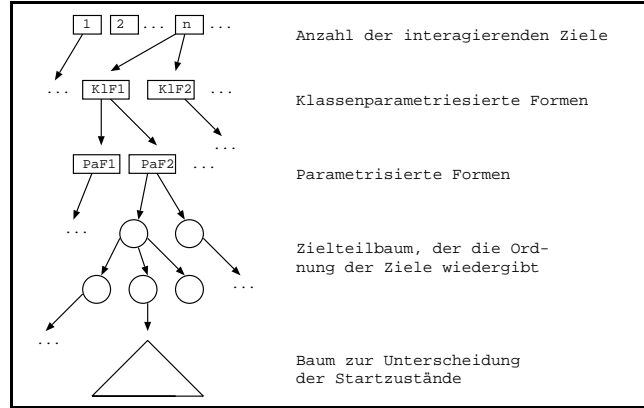 1 2 ... n ...
Anzahl der interagierenden Ziele
... KlF1 KlF2 ...
Klassenparametriesierte Formen
...
PaF1 PaF2 ...
Parametrisierte Formen
...
Zielteilbaum, der die Ord-
nung der Ziele wiedergibt
...
...
Baum zur Unterscheidung
der Startzustände